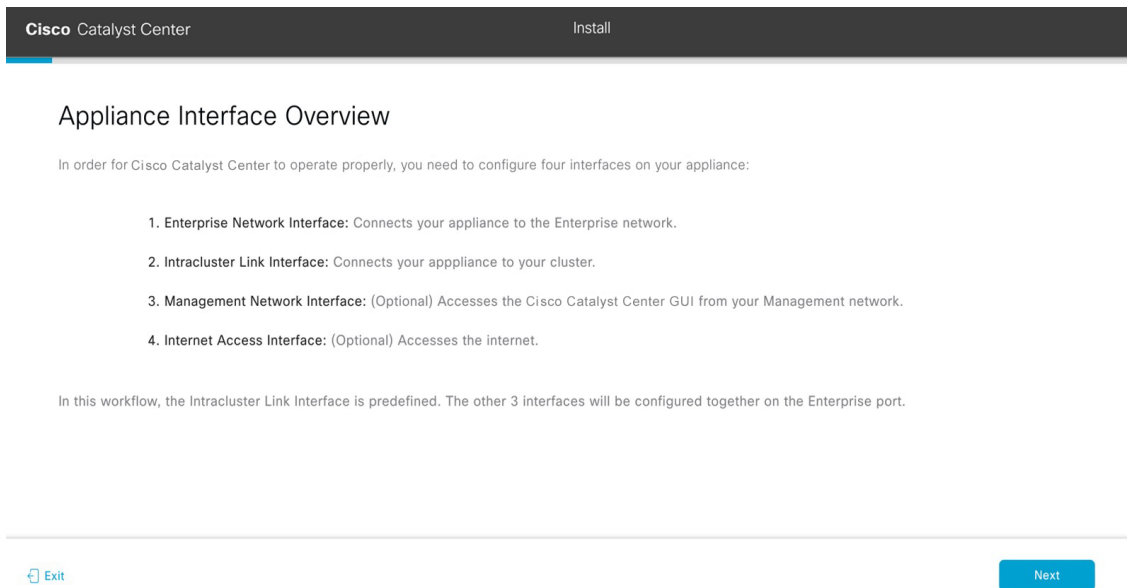 Cisco Catalyst Center
Install
Appliance Interface Overview
In order for Cisco Catalyst Center to operate properly, you need to configure four interfaces on your appliance:
1. Enterprise Network Interface: Connects your appliance to the Enterprise network.
2. Intracluster Link Interface: Connects your apppliance to your cluster.
3. Management Network Interface: (Optional) Accesses the Cisco Catalyst Center GUI from your Management network.
4. Internet Access Interface: (Optional) Accesses the internet.
In this workflow, the Intracluster Link Interface is predefined. The other 3 interfaces will be configured together on the Enterprise port.
Exit
Next